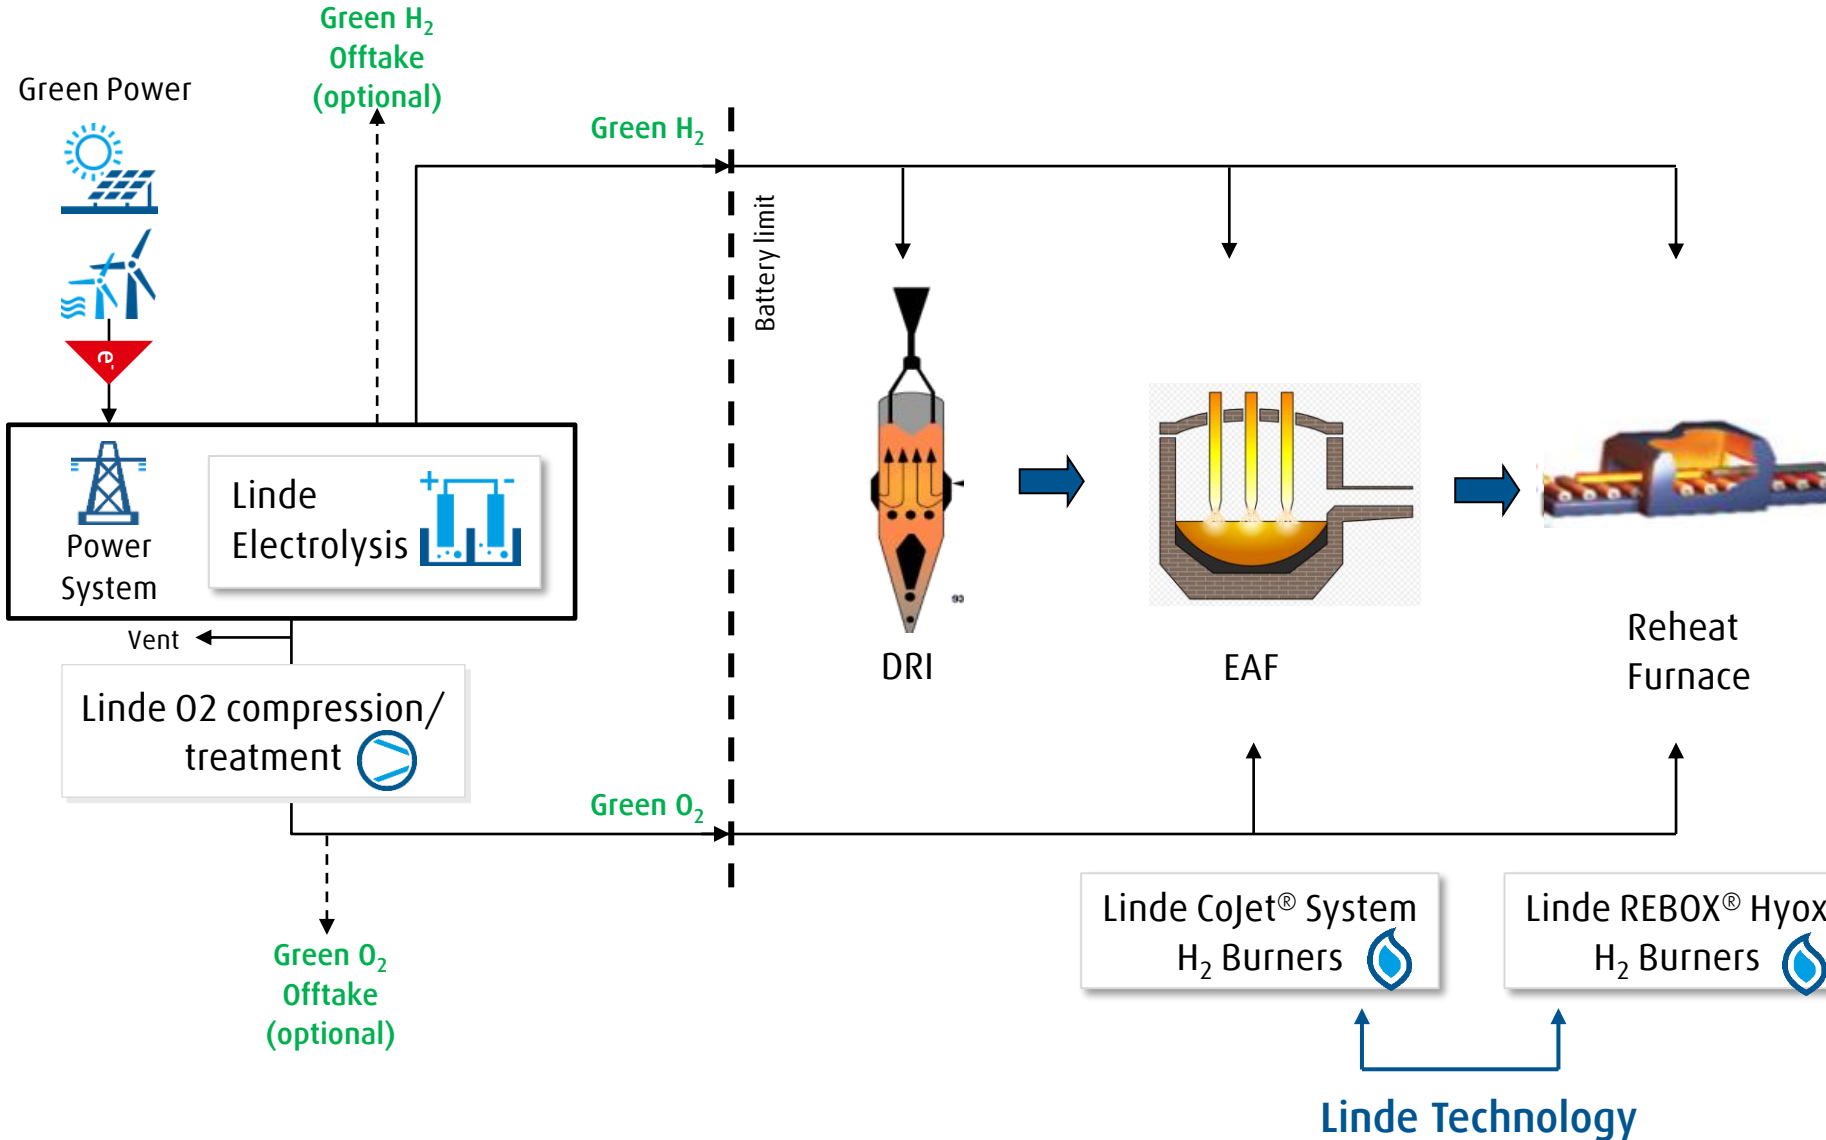 Green H₂
Offtake
(optional)
Green Power
Green H₂
Battery limit
e⁻
Linde
Electrolysis
+ −
Power
System
Vent
Linde O2 compression/
treatment
DRI
EAF
Reheat
Furnace
Green O₂
Green O₂
Offtake
(optional)
Linde CoJet® System
H₂ Burners
Linde REBOX® Hyox
H₂ Burners
Linde Technology